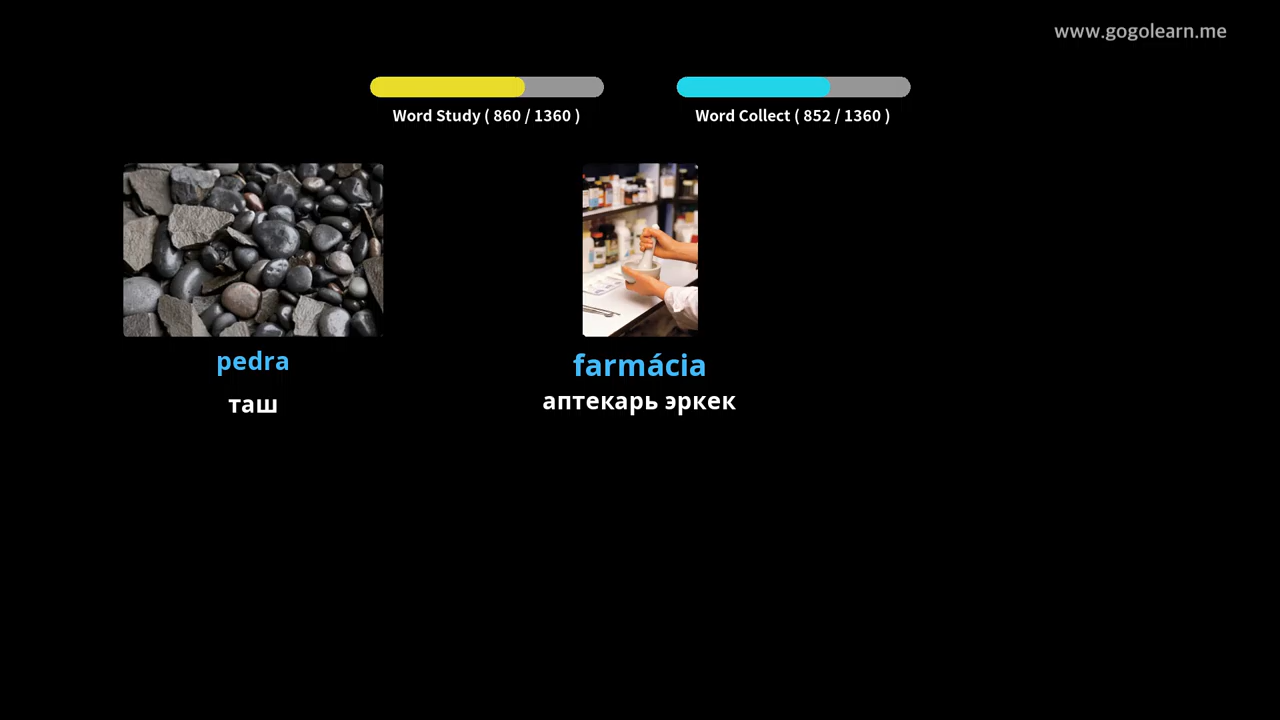 www.gogolearn.me
Word Study ( 860 / 1360 )
Word Collect ( 852 / 1360 )
pedra
таш
farmácia
аптекарь эркек